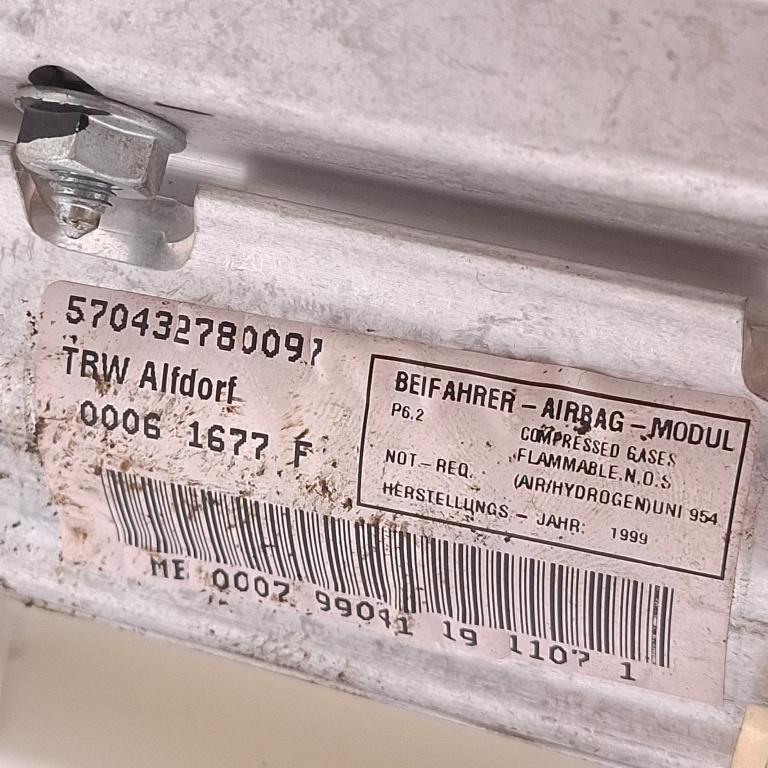 570432780097
TRW Alfdorf
0006 1677 F
BEIFAHRER-AIRBAG-MODUL
P6.2
COMPRESSED GASES
FLAMMABLE,N.O.S
NOT-REQ.
(AIR/HYDROGEN)UNI 954
HERSTELLUNGS-JAHR: 1999
ME 0007 99041 19 1107 1